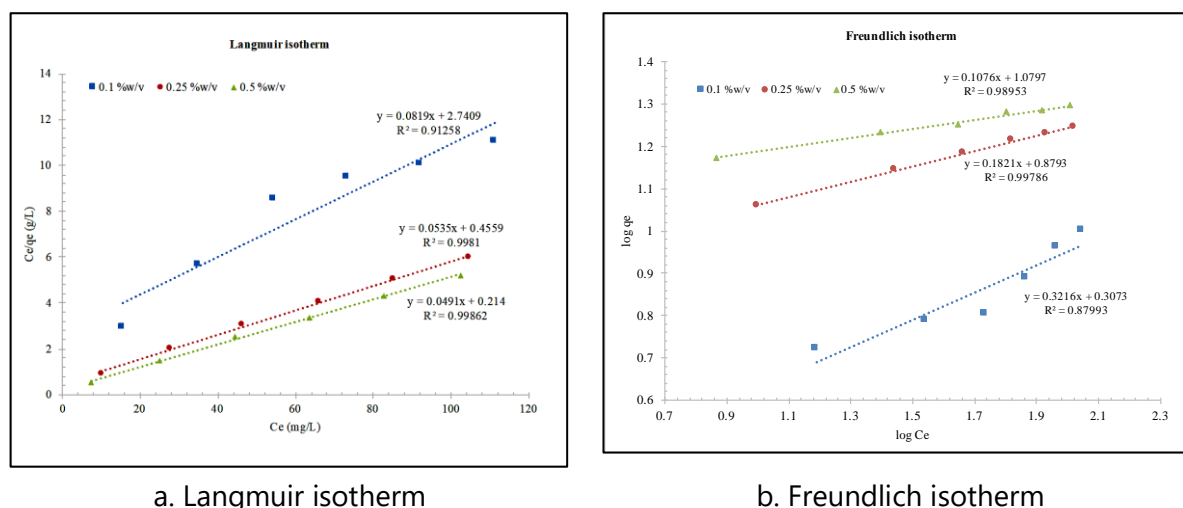 Langmuir isotherm
14
12
10
8
6
4
2
0
0 20 40 60 80 100 120
Ce/qe (g/L)
Ce (mg/L)
0.1 %w/v 0.25 %w/v 0.5 %w/v
y = 0.0819x + 2.7409
R² = 0.91258
y = 0.0535x + 0.4559
R² = 0.9981
y = 0.0491x + 0.214
R² = 0.99862
a. Langmuir isotherm
Freundlich isotherm
1.4
1.3
1.2
1.1
1
0.9
0.8
0.7
0.6
0.7 0.9 1.1 1.3 1.5 1.7 1.9 2.1 2.3
log qe
log Ce
0.1 %w/v 0.25 %w/v 0.5 %w/v
y = 0.1076x + 1.0797
R² = 0.98953
y = 0.1821x + 0.8793
R² = 0.99786
y = 0.3216x + 0.3073
R² = 0.87993
b. Freundlich isotherm